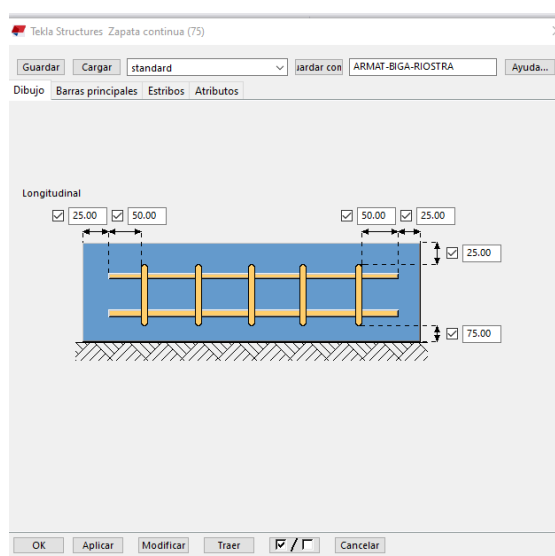 Tekla Structures Zapata continua (75)
Guardar Cargar standard uardar con ARMAT-BIGA-RIOSTRA Ayuda...
Dibujo Barras principales Estribos Atributos
Longitudinal
25.00 50.00 50.00 25.00
25.00
75.00
OK Aplicar Modificar Traer / Cancelar